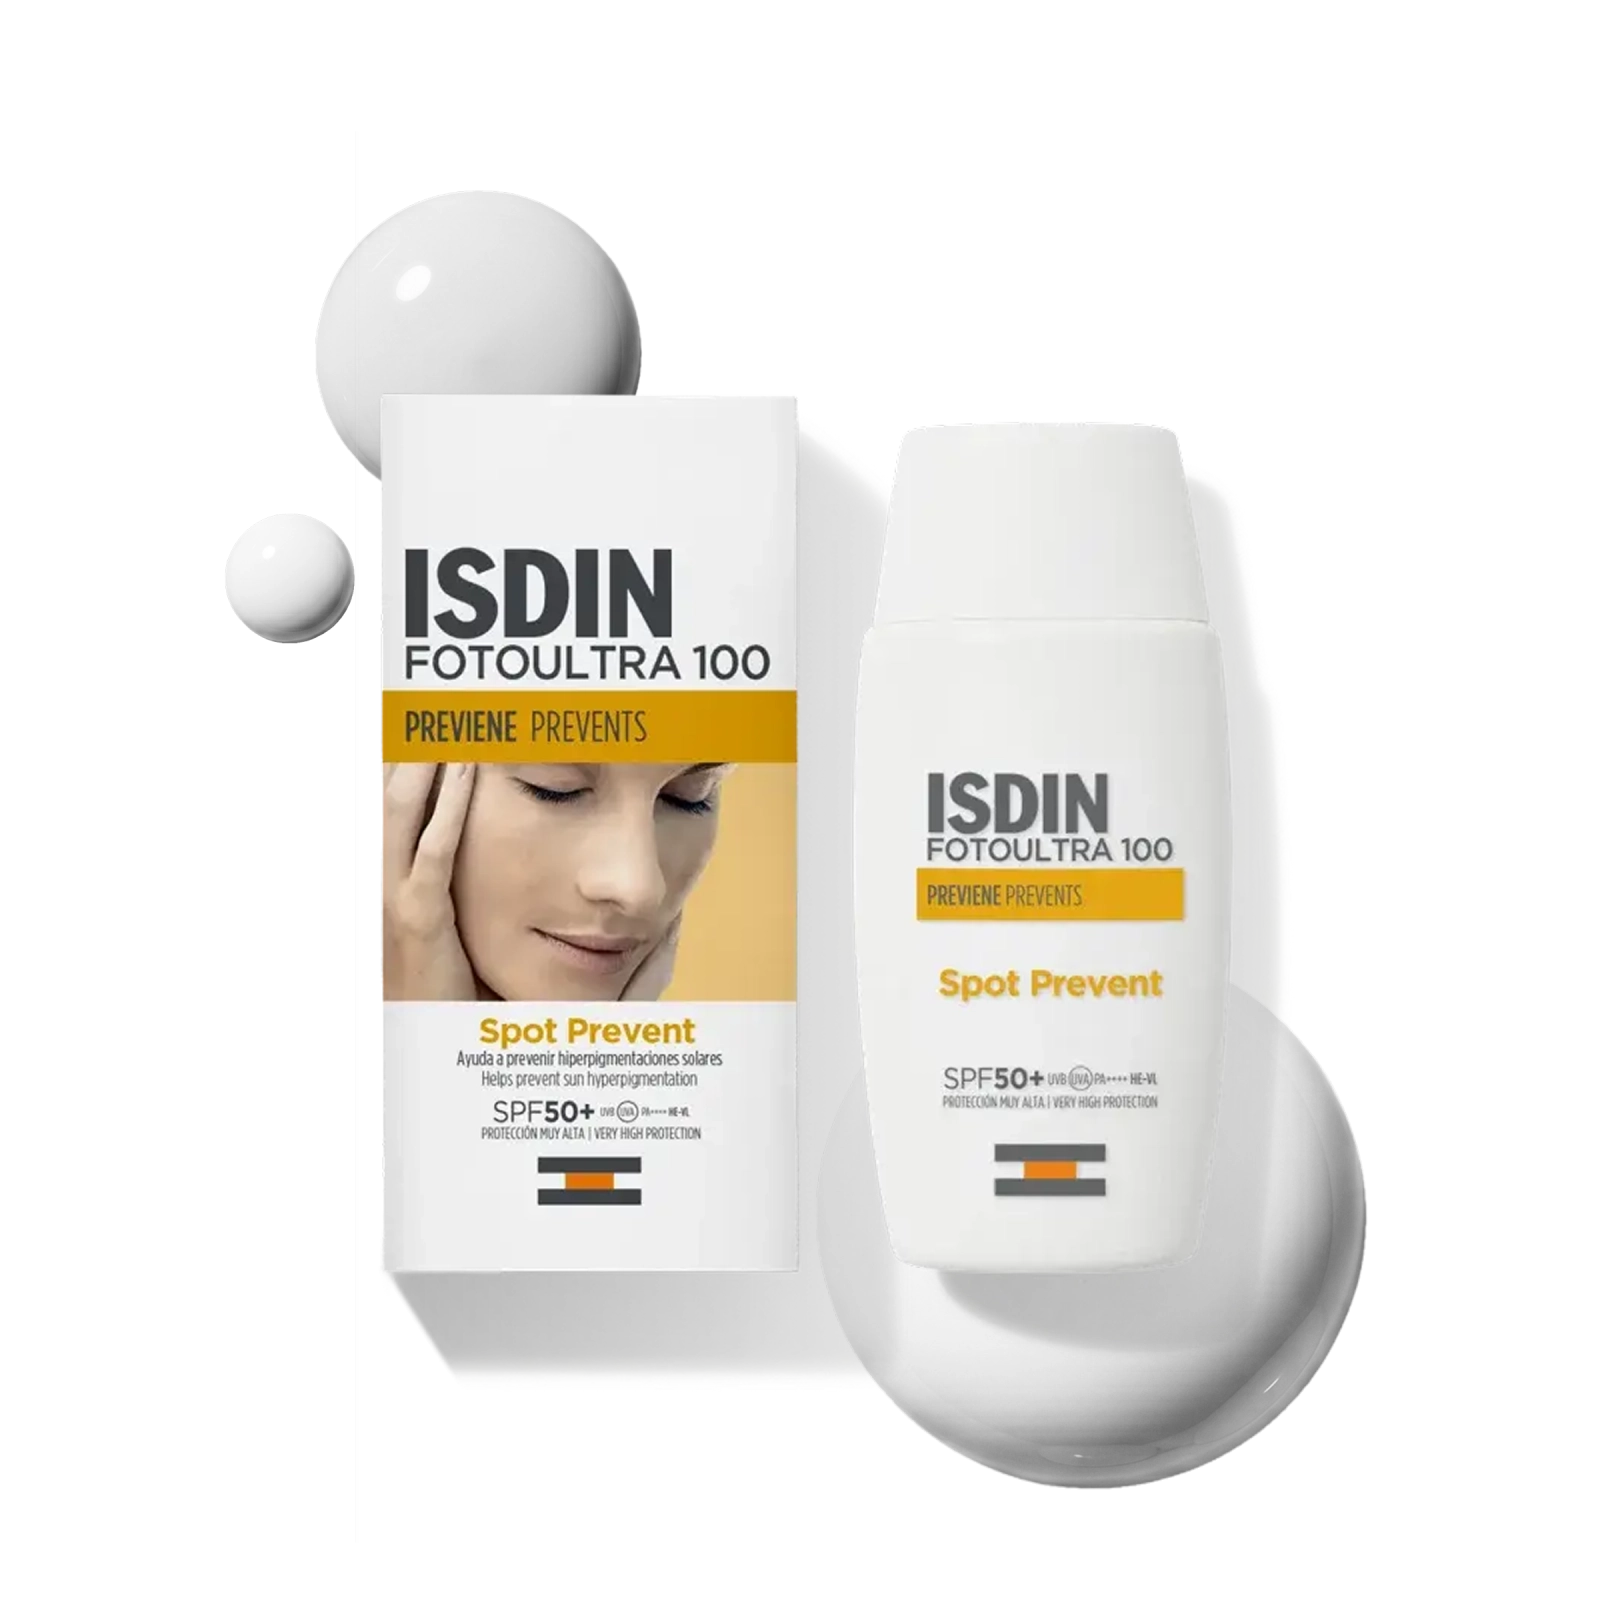 ISDIN
FOTOULTRA 100
PREVIENE PREVENTS
Spot Prevent
Ayuda a prevenir hiperpigmentaciones solares
Helps prevent sun hyperpigmentation
SPF50+ UVB UVA PA++++ HE-VL
PROTECCIÓN MUY ALTA | VERY HIGH PROTECTION
ISDIN
FOTOULTRA 100
PREVIENE PREVENTS
Spot Prevent
SPF50+ UVB UVA PA++++ HE-VL
PROTECCIÓN MUY ALTA | VERY HIGH PROTECTION